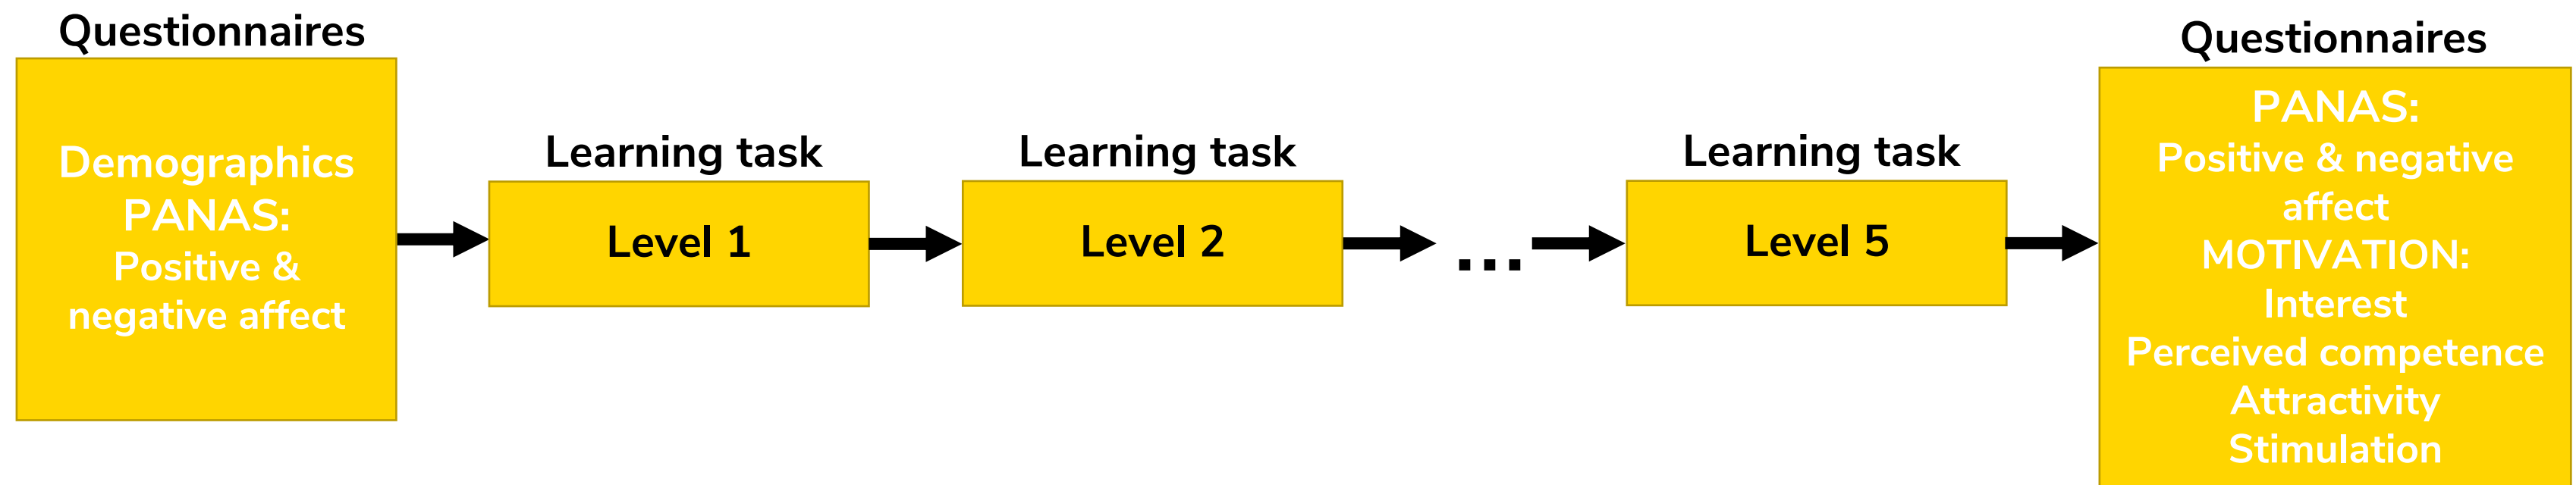 Questionnaires
Demographics
PANAS:
Positive &
negative affect
Learning task
Level 1
Learning task
Level 2
...
Learning task
Level 5
Questionnaires
PANAS:
Positive & negative
affect
MOTIVATION:
Interest
Perceived competence
Attractivity
Stimulation